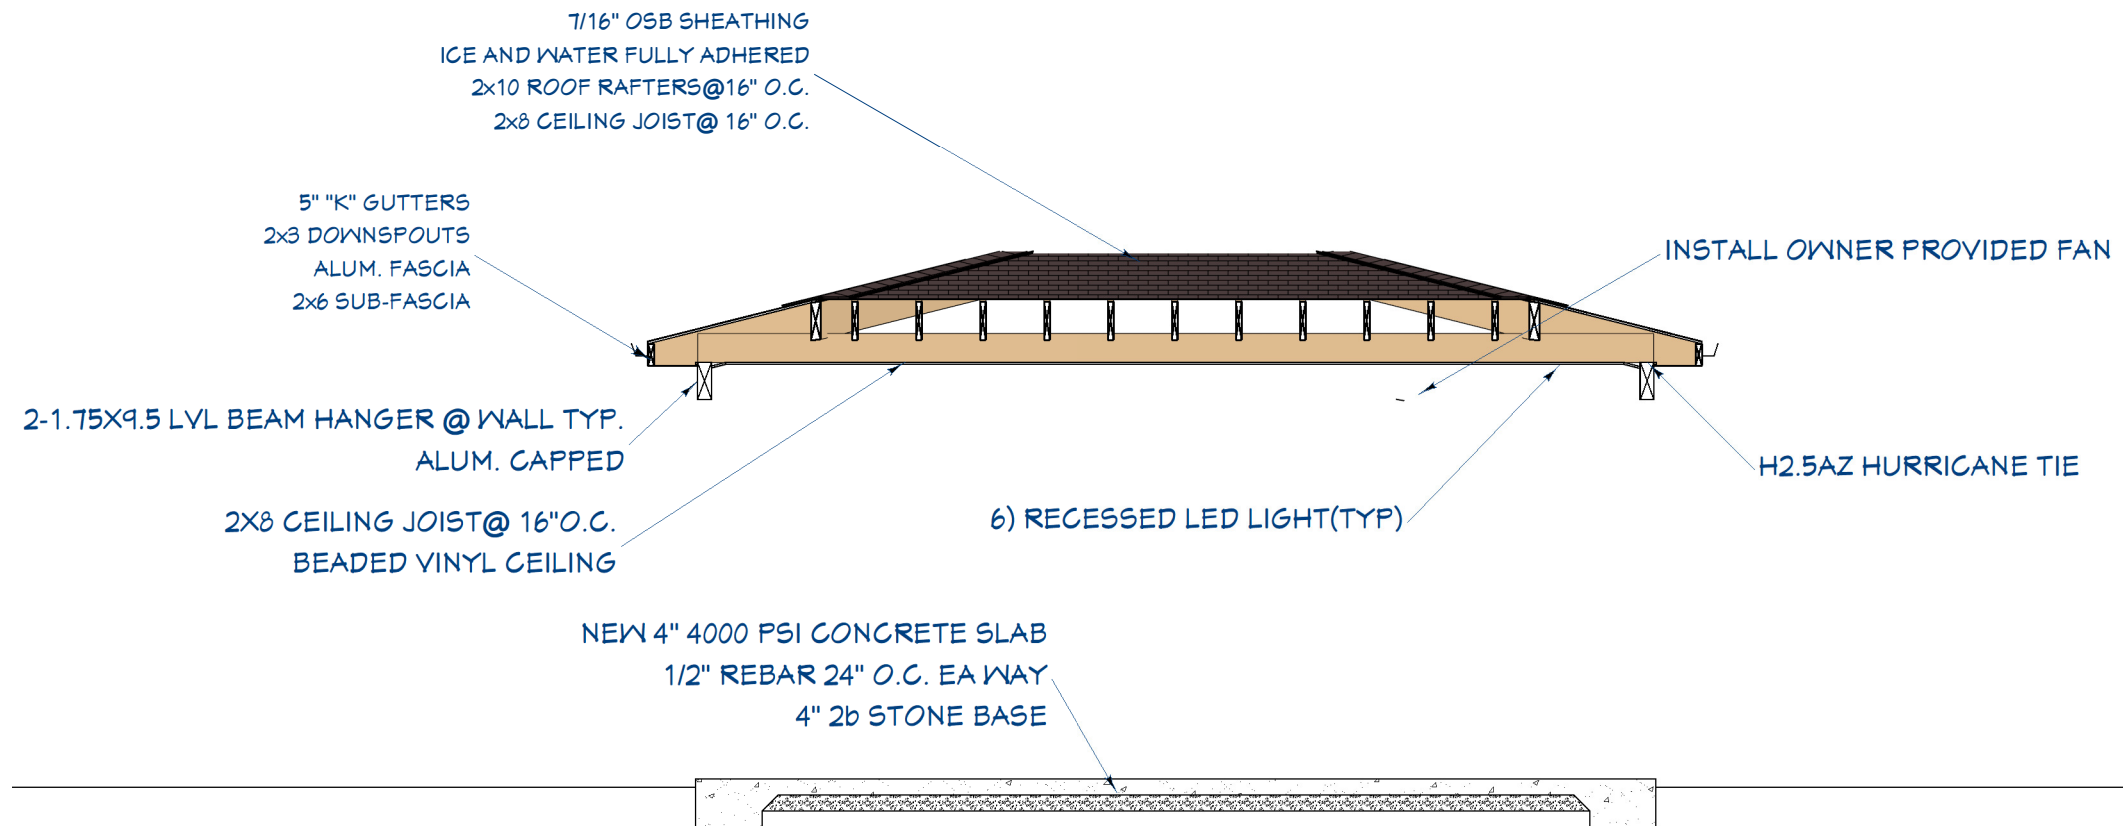 7/16" OSB SHEATHING
ICE AND WATER FULLY ADHERED
2x10 ROOF RAFTERS@16" O.C.
2x8 CEILING JOIST@ 16" O.C.
5" "K" GUTTERS
2x3 DOWNSPOUTS
ALUM. FASCIA
2x6 SUB-FASCIA
INSTALL OWNER PROVIDED FAN
2-1.75X9.5 LVL BEAM HANGER @ WALL TYP.
ALUM. CAPPED
H2.5AZ HURRICANE TIE
2X8 CEILING JOIST@ 16"O.C.
BEADED VINYL CEILING
6) RECESSED LED LIGHT(TYP)
NEW 4" 4000 PSI CONCRETE SLAB
1/2" REBAR 24" O.C. EA WAY
4" 2b STONE BASE